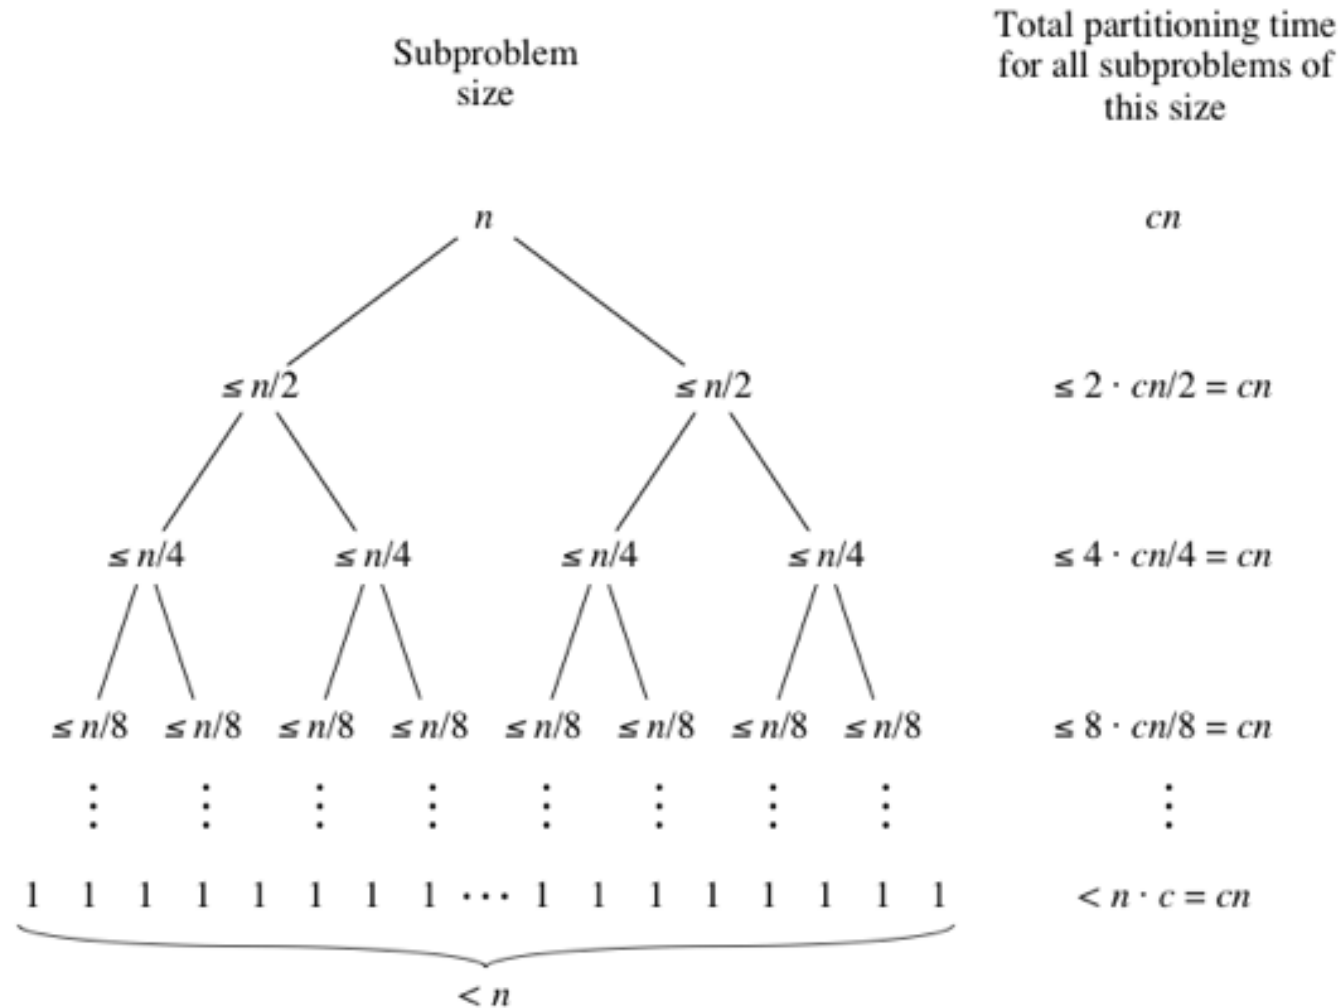 Subproblem
size
Total partitioning time
for all subproblems of
this size
n
cn
≤ n/2 ≤ n/2
≤ 2 · cn/2 = cn
≤ n/4 ≤ n/4 ≤ n/4 ≤ n/4
≤ 4 · cn/4 = cn
≤ n/8 ≤ n/8 ≤ n/8 ≤ n/8 ≤ n/8 ≤ n/8 ≤ n/8 ≤ n/8
≤ 8 · cn/8 = cn
⋮ ⋮ ⋮ ⋮ ⋮ ⋮ ⋮ ⋮
⋮
1 1 1 1 1 1 1 1 ··· 1 1 1 1 1 1 1 1
< n · c = cn
< n